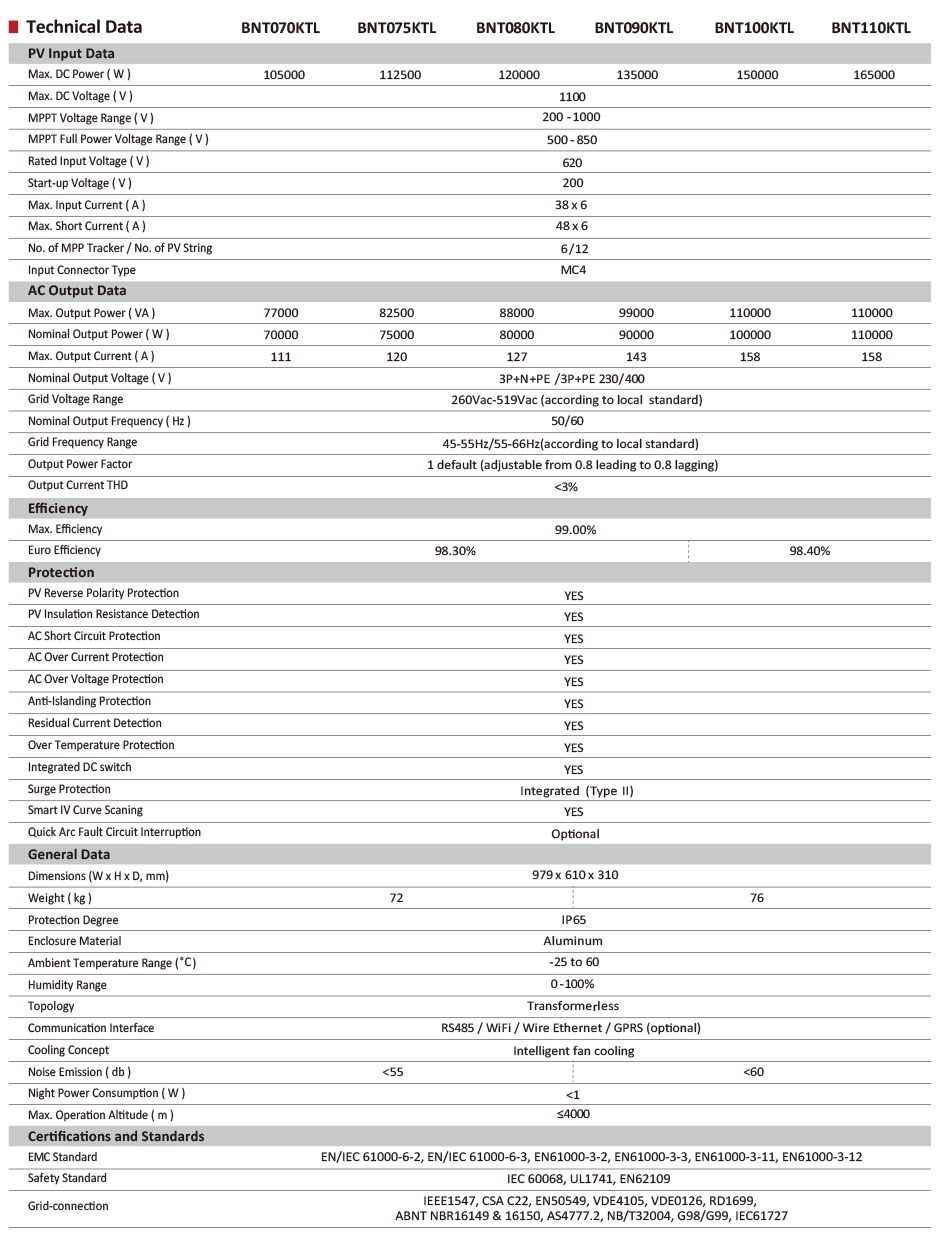 Technical Data BNT070KTL BNT075KTL BNT080KTL BNT090KTL BNT100KTL BNT110KTL
PV Input Data
Max. DC Power ( W ) 105000 112500 120000 135000 150000 165000
Max. DC Voltage ( V ) 1100
MPPT Voltage Range ( V ) 200 - 1000
MPPT Full Power Voltage Range ( V ) 500 - 850
Rated Input Voltage ( V ) 620
Start-up Voltage ( V ) 200
Max. Input Current ( A ) 38 x 6
Max. Short Current ( A ) 48 x 6
No. of MPP Tracker / No. of PV String 6 / 12
Input Connector Type MC4
AC Output Data
Max. Output Power ( VA ) 77000 82500 88000 99000 110000 110000
Nominal Output Power ( W ) 70000 75000 80000 90000 100000 110000
Max. Output Current ( A ) 111 120 127 143 158 158
Nominal Output Voltage ( V ) 3P+N+PE /3P+PE 230/400
Grid Voltage Range 260Vac-519Vac (according to local standard)
Nominal Output Frequency ( Hz ) 50/60
Grid Frequency Range 45-55Hz/55-66Hz(according to local standard)
Output Power Factor 1 default (adjustable from 0.8 leading to 0.8 lagging)
Output Current THD <3%
Efficiency
Max. Efficiency 99.00%
Euro Efficiency 98.30% 98.40%
Protection
PV Reverse Polarity Protection YES
PV Insulation Resistance Detection YES
AC Short Circuit Protection YES
AC Over Current Protection YES
AC Over Voltage Protection YES
Anti-Islanding Protection YES
Residual Current Detection YES
Over Temperature Protection YES
Integrated DC switch YES
Surge Protection Integrated (Type II)
Smart IV Curve Scaning YES
Quick Arc Fault Circuit Interruption Optional
General Data
Dimensions (W x H x D, mm) 979 x 610 x 310
Weight ( kg ) 72 76
Protection Degree IP65
Enclosure Material Aluminum
Ambient Temperature Range (°C) -25 to 60
Humidity Range 0 -100%
Topology Transformerless
Communication Interface RS485 / WiFi / Wire Ethernet / GPRS (optional)
Cooling Concept Intelligent fan cooling
Noise Emission ( db ) <55 <60
Night Power Consumption ( W ) <1
Max. Operation Altitude ( m ) ≤4000
Certifications and Standards
EMC Standard EN/IEC 61000-6-2, EN/IEC 61000-6-3, EN61000-3-2, EN61000-3-3, EN61000-3-11, EN61000-3-12
Safety Standard IEC 60068, UL1741, EN62109
Grid-connection IEEE1547, CSA C22, EN50549, VDE4105, VDE0126, RD1699,
ABNT NBR16149 & 16150, AS4777.2, NB/T32004, G98/G99, IEC61727